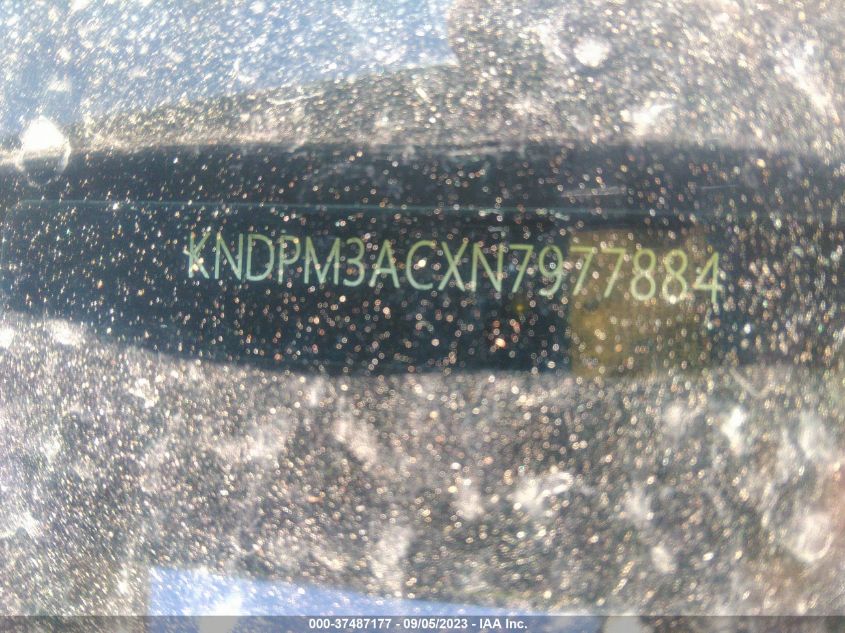 KNDPM3ACXN7977884
000-37487177 - 09/05/2023 - IAA Inc.